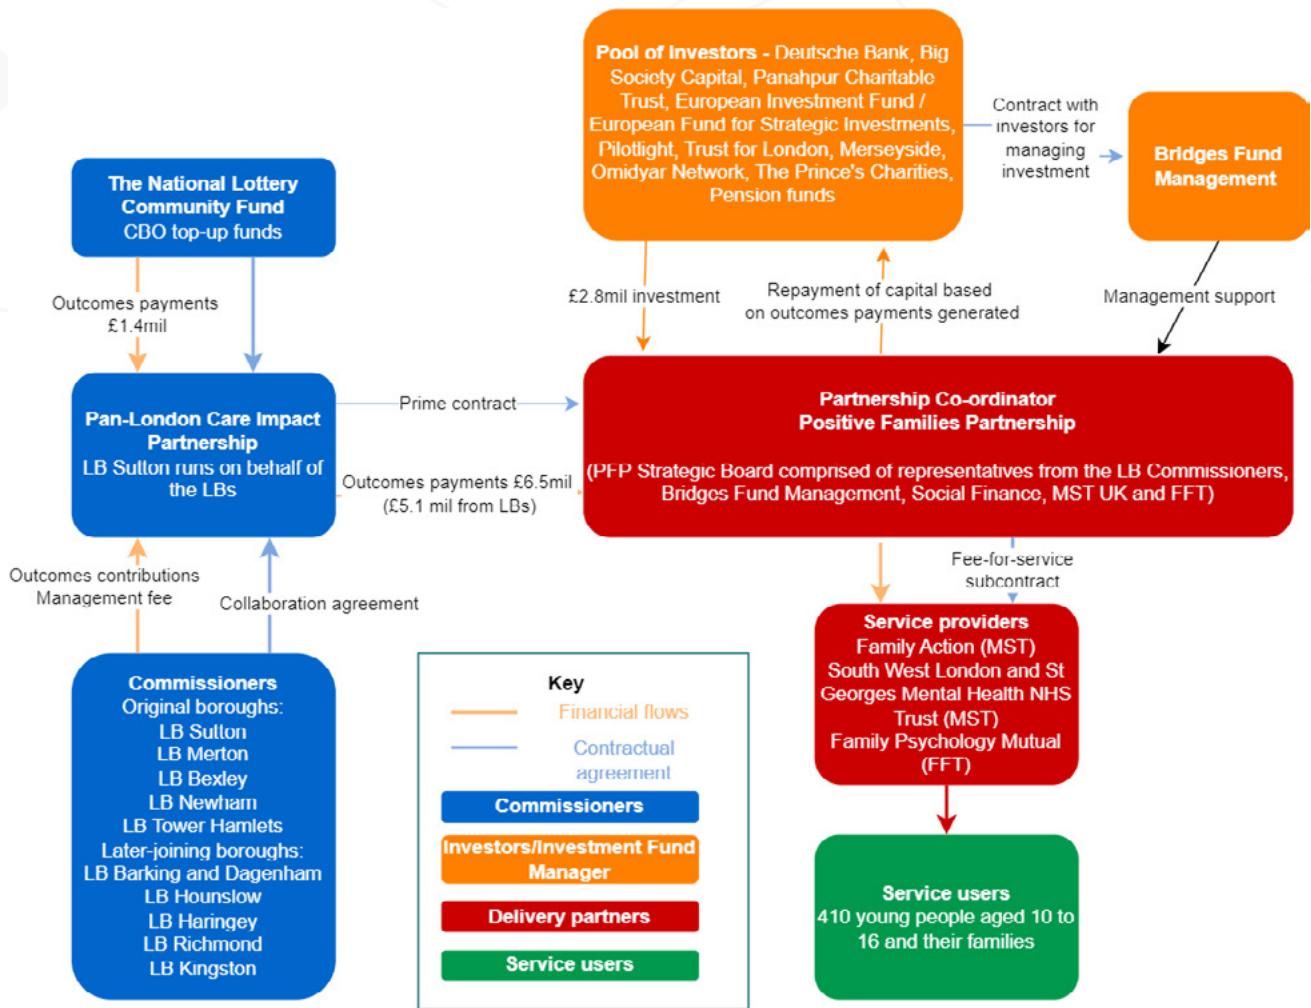 Pool of Investors - Deutsche Bank, Big
Society Capital, Panahpur Charitable
Trust, European Investment Fund /
European Fund for Strategic Investments,
Pilotlight, Trust for London, Merseyside,
Omidyar Network, The Prince's Charities,
Pension funds
Contract with
investors for
managing
investment
Bridges Fund
Management
The National Lottery
Community Fund
CBO top-up funds
Outcomes payments
£1.4mil
£2.8mil investment
Repayment of capital based
on outcomes payments generated
Management support
Pan-London Care Impact
Partnership
LB Sutton runs on behalf of
the LBs
Prime contract
Outcomes payments £6.5mil
(£5.1 mil from LBs)
Partnership Co-ordinator
Positive Families Partnership
(PFP Strategic Board comprised of representatives from the LB Commissioners,
Bridges Fund Management, Social Finance, MST UK and FFT)
Outcomes contributions
Management fee
Collaboration agreement
Fee-for-service
subcontract
Commissioners
Original boroughs:
LB Sutton
LB Merton
LB Bexley
LB Newham
LB Tower Hamlets
Later-joining boroughs:
LB Barking and Dagenham
LB Hounslow
LB Haringey
LB Richmond
LB Kingston
Key
Financial flows
Contractual
agreement
Commissioners
Investors/Investment Fund
Manager
Delivery partners
Service users
Service providers
Family Action (MST)
South West London and St
Georges Mental Health NHS
Trust (MST)
Family Psychology Mutual
(FFT)
Service users
410 young people aged 10 to
16 and their families